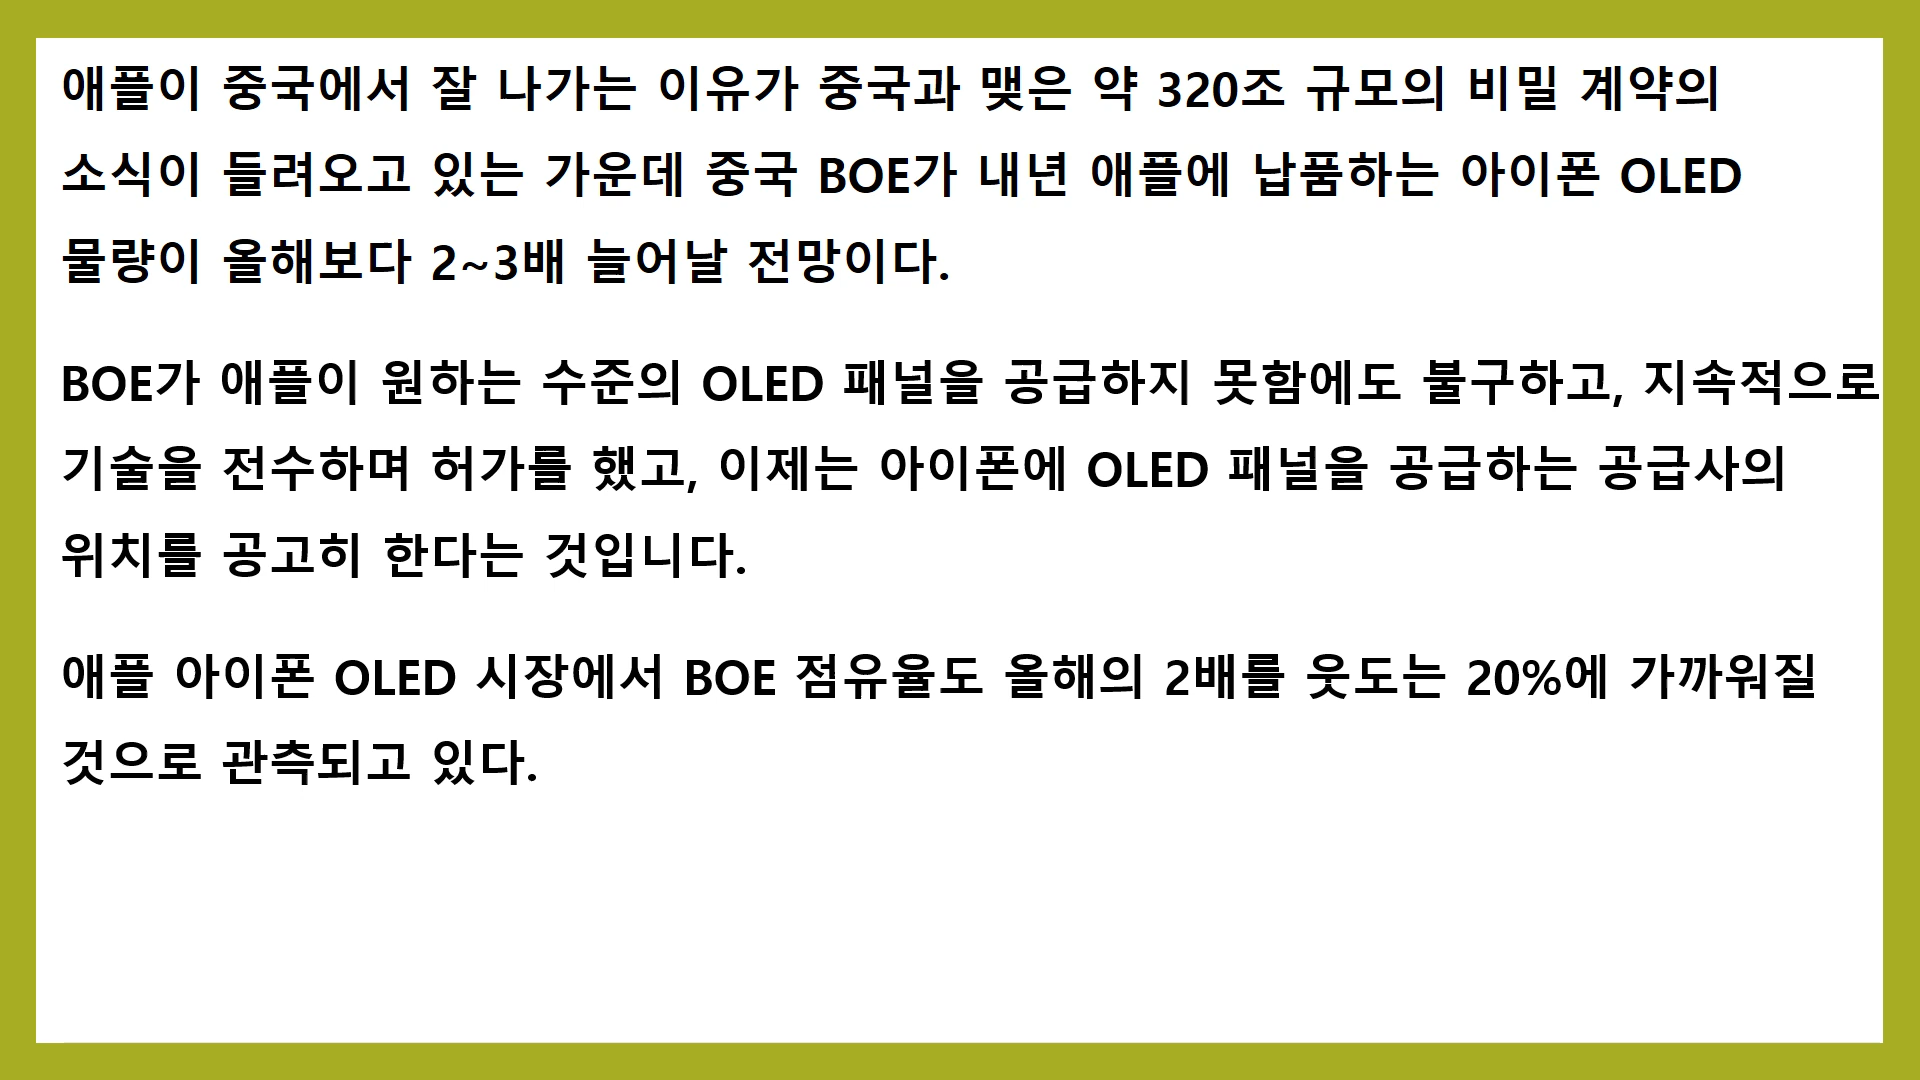 애플이 중국에서 잘 나가는 이유가 중국과 맺은 약 320조 규모의 비밀 계약의
소식이 들려오고 있는 가운데 중국 BOE가 내년 애플에 납품하는 아이폰 OLED
물량이 올해보다 2~3배 늘어날 전망이다.
BOE가 애플이 원하는 수준의 OLED 패널을 공급하지 못함에도 불구하고, 지속적으로
기술을 전수하며 허가를 했고, 이제는 아이폰에 OLED 패널을 공급하는 공급사의
위치를 공고히 한다는 것입니다.
애플 아이폰 OLED 시장에서 BOE 점유율도 올해의 2배를 웃도는 20%에 가까워질
것으로 관측되고 있다.